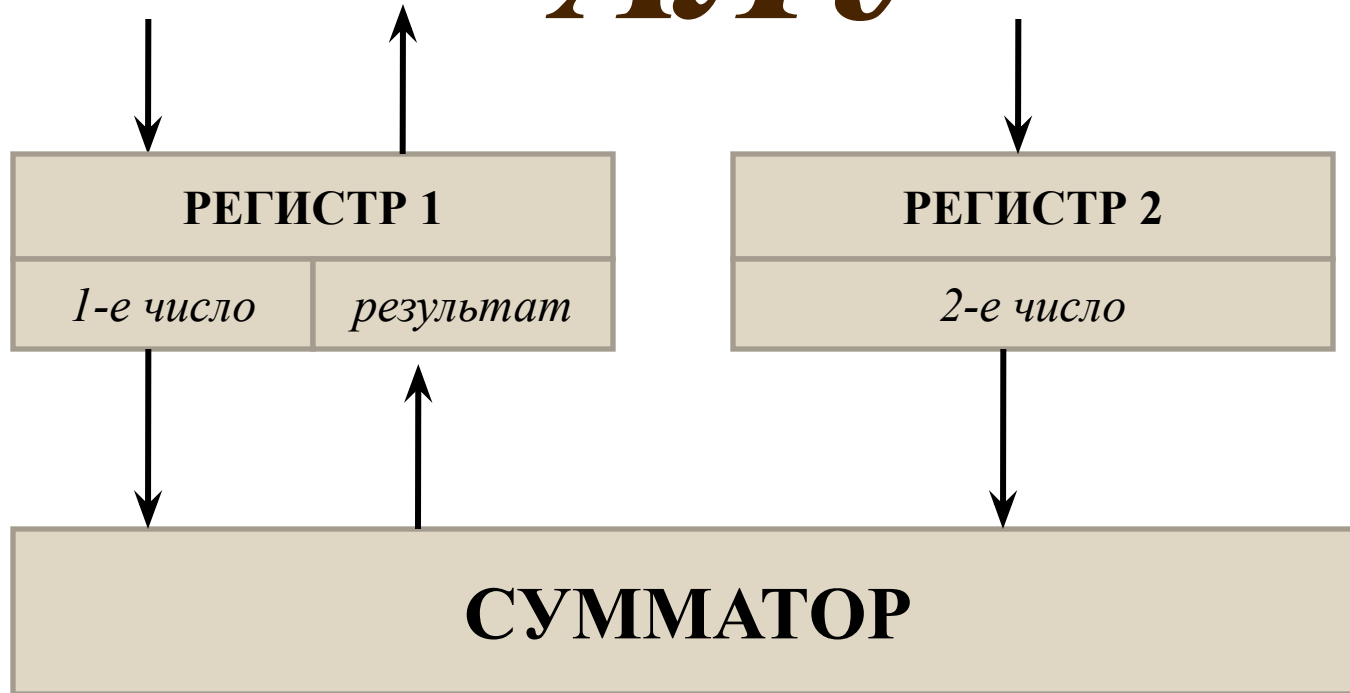 РЕГИСТР 1
РЕГИСТР 2
1-е число
результат
2-е число
СУММАТОР